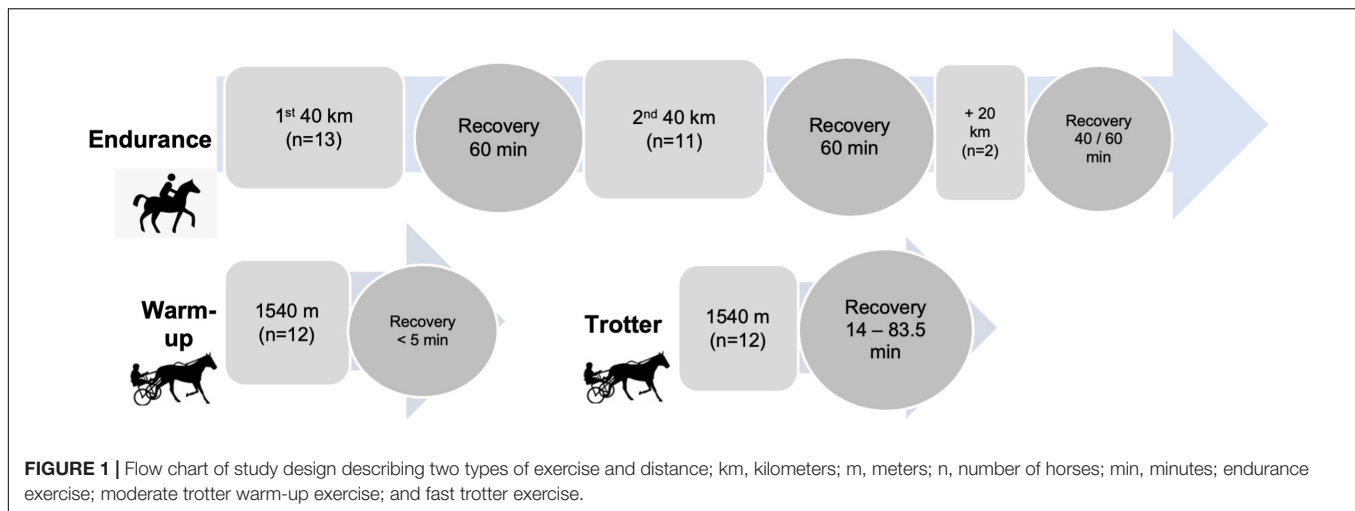 Endurance
1st 40 km
(n=13)
Recovery
60 min
2nd 40 km
(n=11)
Recovery
60 min
+ 20
km
(n=2)
Recovery
40 / 60
min
Warm-
up
1540 m
(n=12)
Recovery
< 5 min
Trotter
1540 m
(n=12)
Recovery
14 – 83.5
min
FIGURE 1 | Flow chart of study design describing two types of exercise and distance; km, kilometers; m, meters; n, number of horses; min, minutes; endurance
exercise; moderate trotter warm-up exercise; and fast trotter exercise.